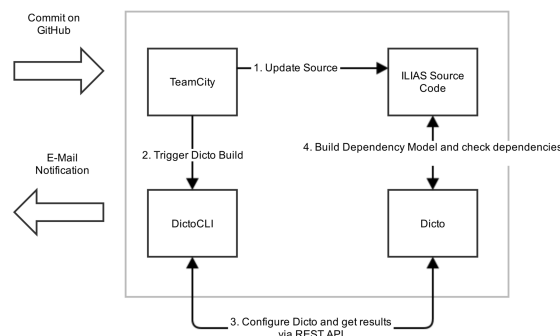 Commit on
GitHub
TeamCity
1. Update Source
ILIAS Source
Code
2. Trigger Dicto Build
4. Build Dependency Model and check dependencies
E-Mail
Notification
DictoCLI
Dicto
3. Configure Dicto and get results
via REST API